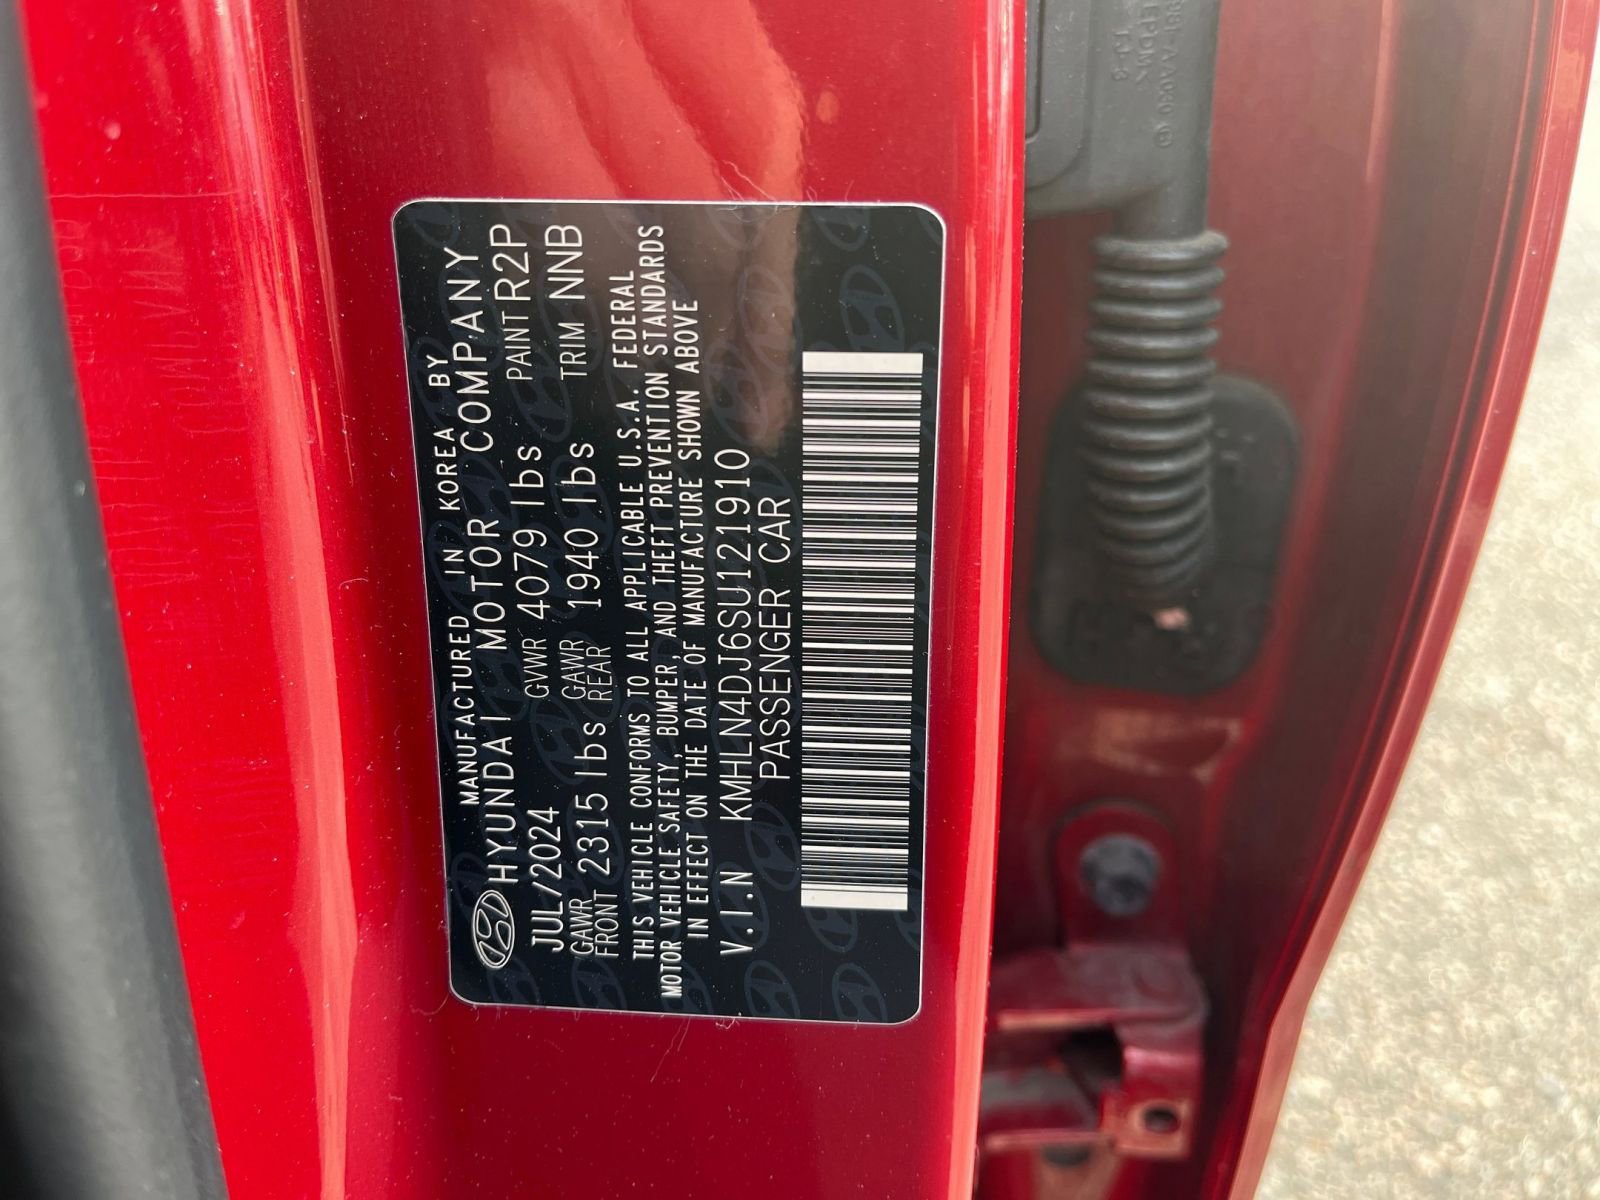 MANUFACTURED IN KOREA BY
HYUNDAI MOTOR COMPANY
JUL/2024 GVWR 4079 lbs PAINT R2P
GAWR FRONT 2315 lbs GAWR REAR 1940 lbs TRIM NNB
THIS VEHICLE CONFORMS TO ALL APPLICABLE U.S.A. FEDERAL
MOTOR VEHICLE SAFETY, BUMPER, AND THEFT PREVENTION STANDARDS
IN EFFECT ON THE DATE OF MANUFACTURE SHOWN ABOVE
V.I.N KMHLN4DJ6SU121910
PASSENGER CAR